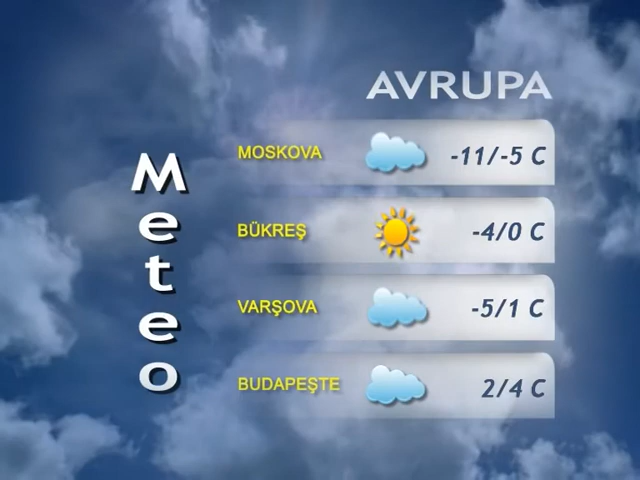 AVRUPA
Meteo
MOSKOVA -11/-5 C
BÜKREŞ -4/0 C
VARŞOVA -5/1 C
BUDAPEŞTE 2/4 C